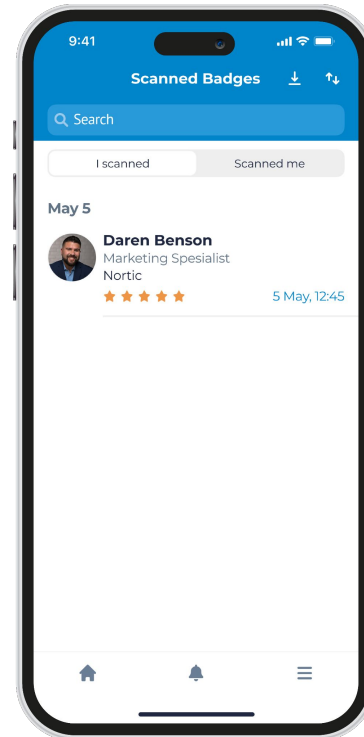 9:41
Scanned Badges
Search
I scanned
Scanned me
May 5
Daren Benson
Marketing Spesialist
Nortic
5 May, 12:45